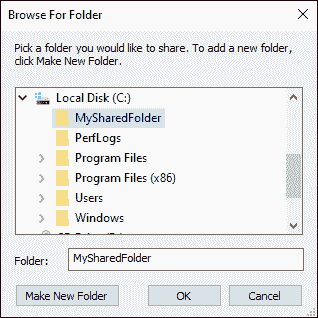 Browse For Folder
Pick a folder you would like to share. To add a new folder,
click Make New Folder.
Local Disk (C:)
MySharedFolder
PerfLogs
Program Files
Program Files (x86)
Users
Windows
Folder: MySharedFolder
Make New Folder OK Cancel